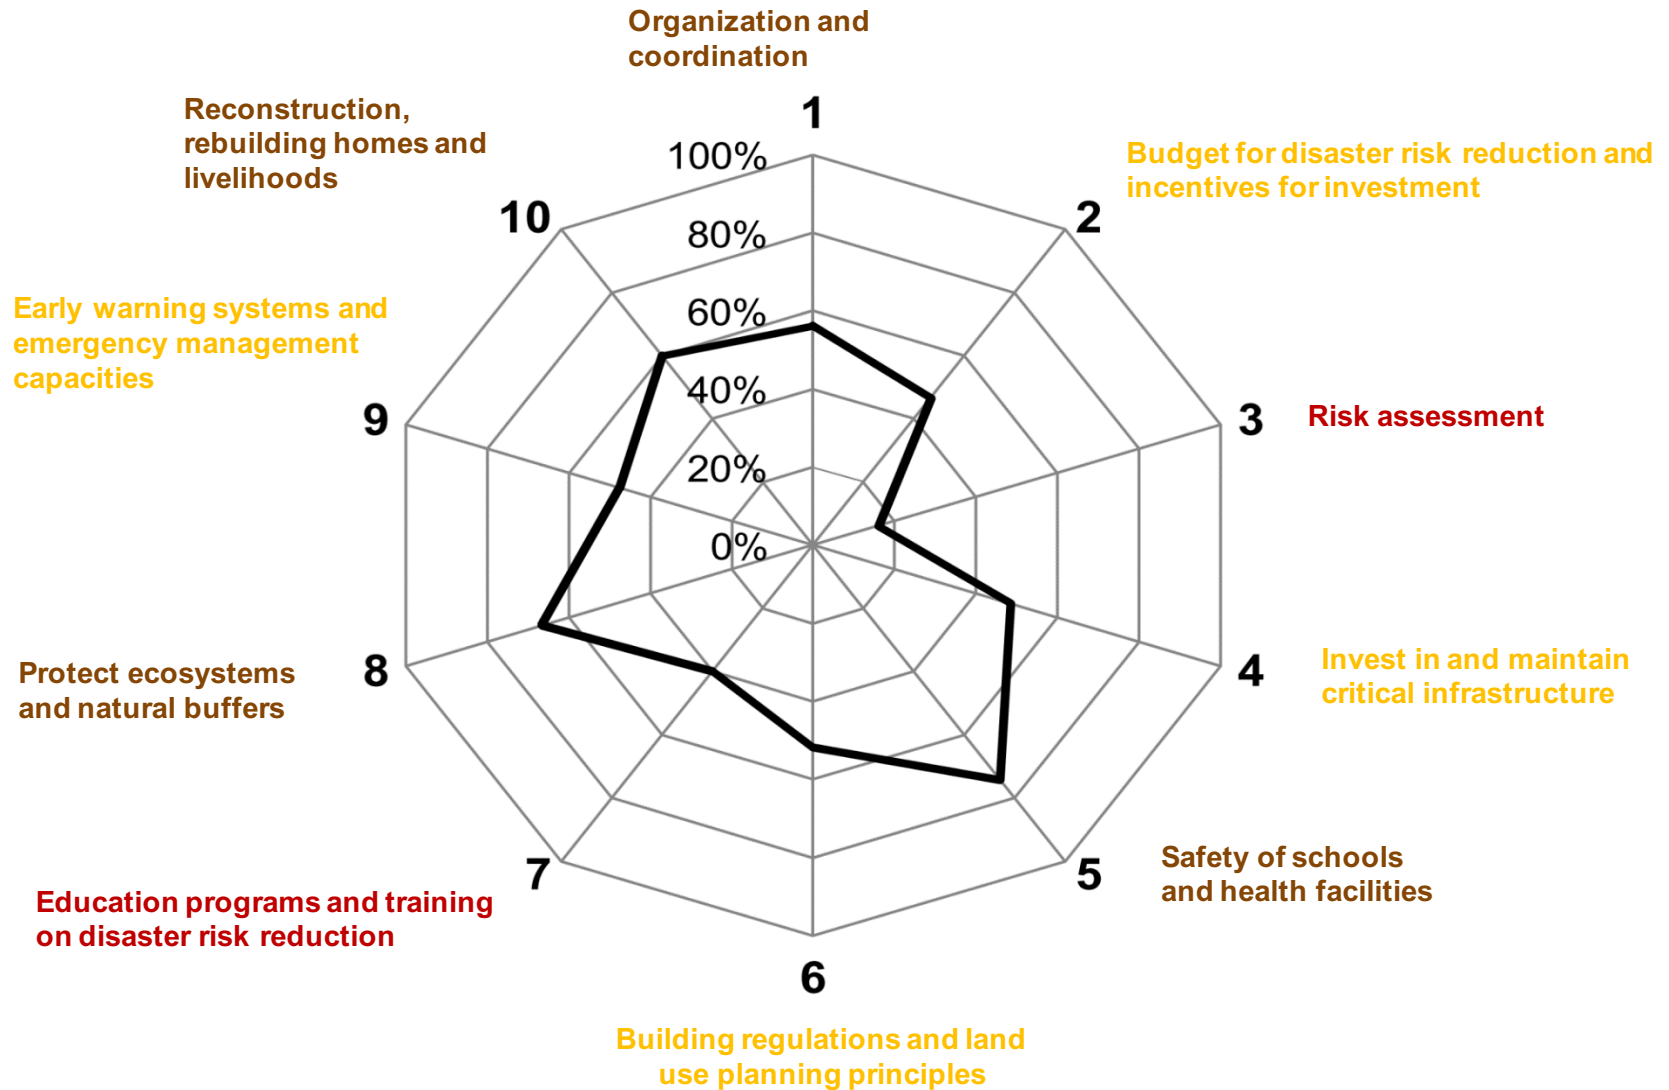 Organization and
coordination
1
Reconstruction,
rebuilding homes and
livelihoods
10
100%
80%
60%
40%
20%
0%
Budget for disaster risk reduction and
incentives for investment
2
Early warning systems and
emergency management
capacities
9
3
Risk assessment
Protect ecosystems
and natural buffers
8
4
Invest in and maintain
critical infrastructure
Education programs and training
on disaster risk reduction
7
5
Safety of schools
and health facilities
6
Building regulations and land
use planning principles